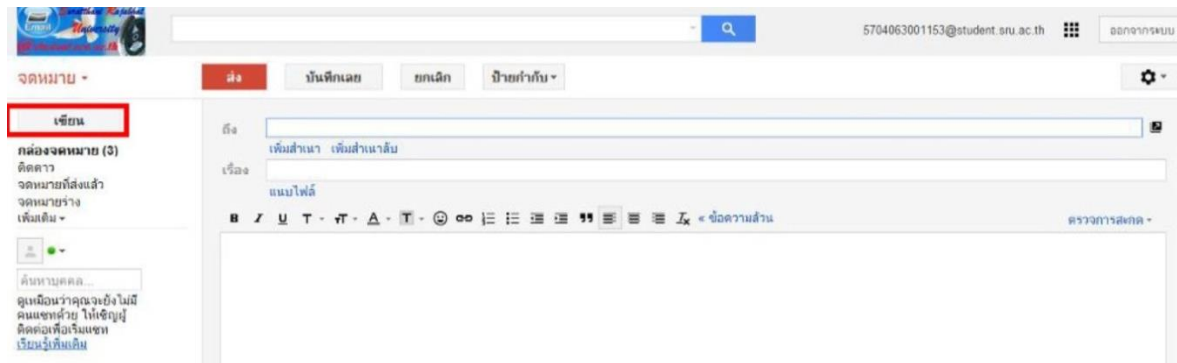 Suratthani Rajabhat
Email University
5704063001153@student.sru.ac.th ออกจากระบบ
จดหมาย ส่ง บันทึกเลย ยกเลิก ป้ายกำกับ
เขียน
ถึง
เพิ่มสำเนา เพิ่มสำเนาลับ
กล่องจดหมาย (3)
ติดดาว
เรื่อง
จดหมายที่ส่งแล้ว
แนบไฟล์
จดหมายร่าง
เพิ่มเติม
B I U T T A T T « ข้อความล้วน ตรวจการสะกด
ค้นหาบุคคล...
ดูเหมือนว่าคุณจะยังไม่มี
คนแชทด้วย ให้เชิญผู้
ติดต่อเพื่อเริ่มแชท
เรียนรู้เพิ่มเติม